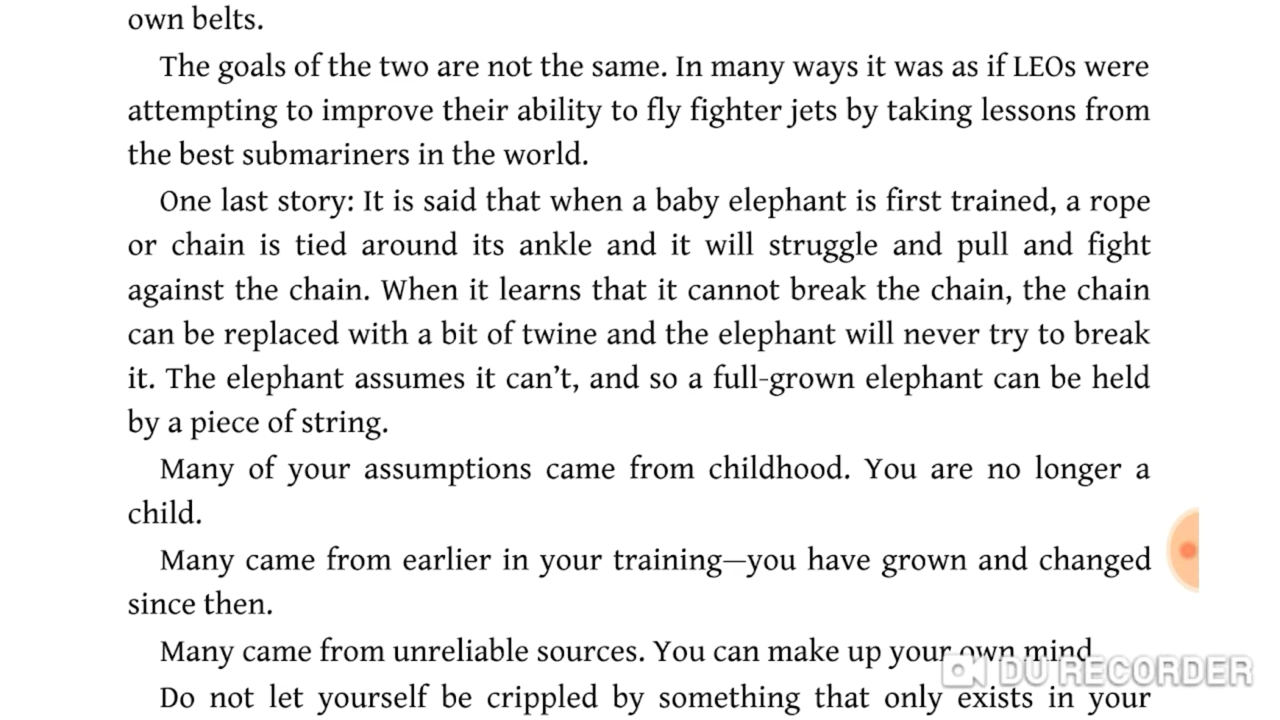 own belts.
The goals of the two are not the same. In many ways it was as if LEOs were
attempting to improve their ability to fly fighter jets by taking lessons from
the best submariners in the world.
One last story: It is said that when a baby elephant is first trained, a rope
or chain is tied around its ankle and it will struggle and pull and fight
against the chain. When it learns that it cannot break the chain, the chain
can be replaced with a bit of twine and the elephant will never try to break
it. The elephant assumes it can’t, and so a full-grown elephant can be held
by a piece of string.
Many of your assumptions came from childhood. You are no longer a
child.
Many came from earlier in your training—you have grown and changed
since then.
Many came from unreliable sources. You can make up your own mind
DU RECORDER
Do not let yourself be crippled by something that only exists in your